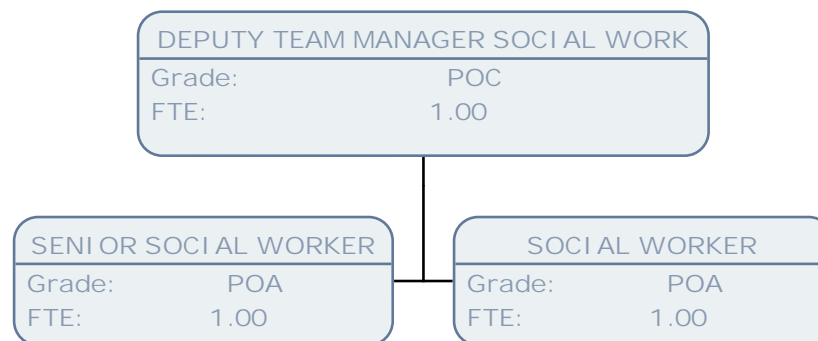 DEPUTY TEAM MANAGER SOCIAL WORK
Grade: POC
FTE: 1.00
SENIOR SOCIAL WORKER
Grade: POA
FTE: 1.00
SOCIAL WORKER
Grade: POA
FTE: 1.00